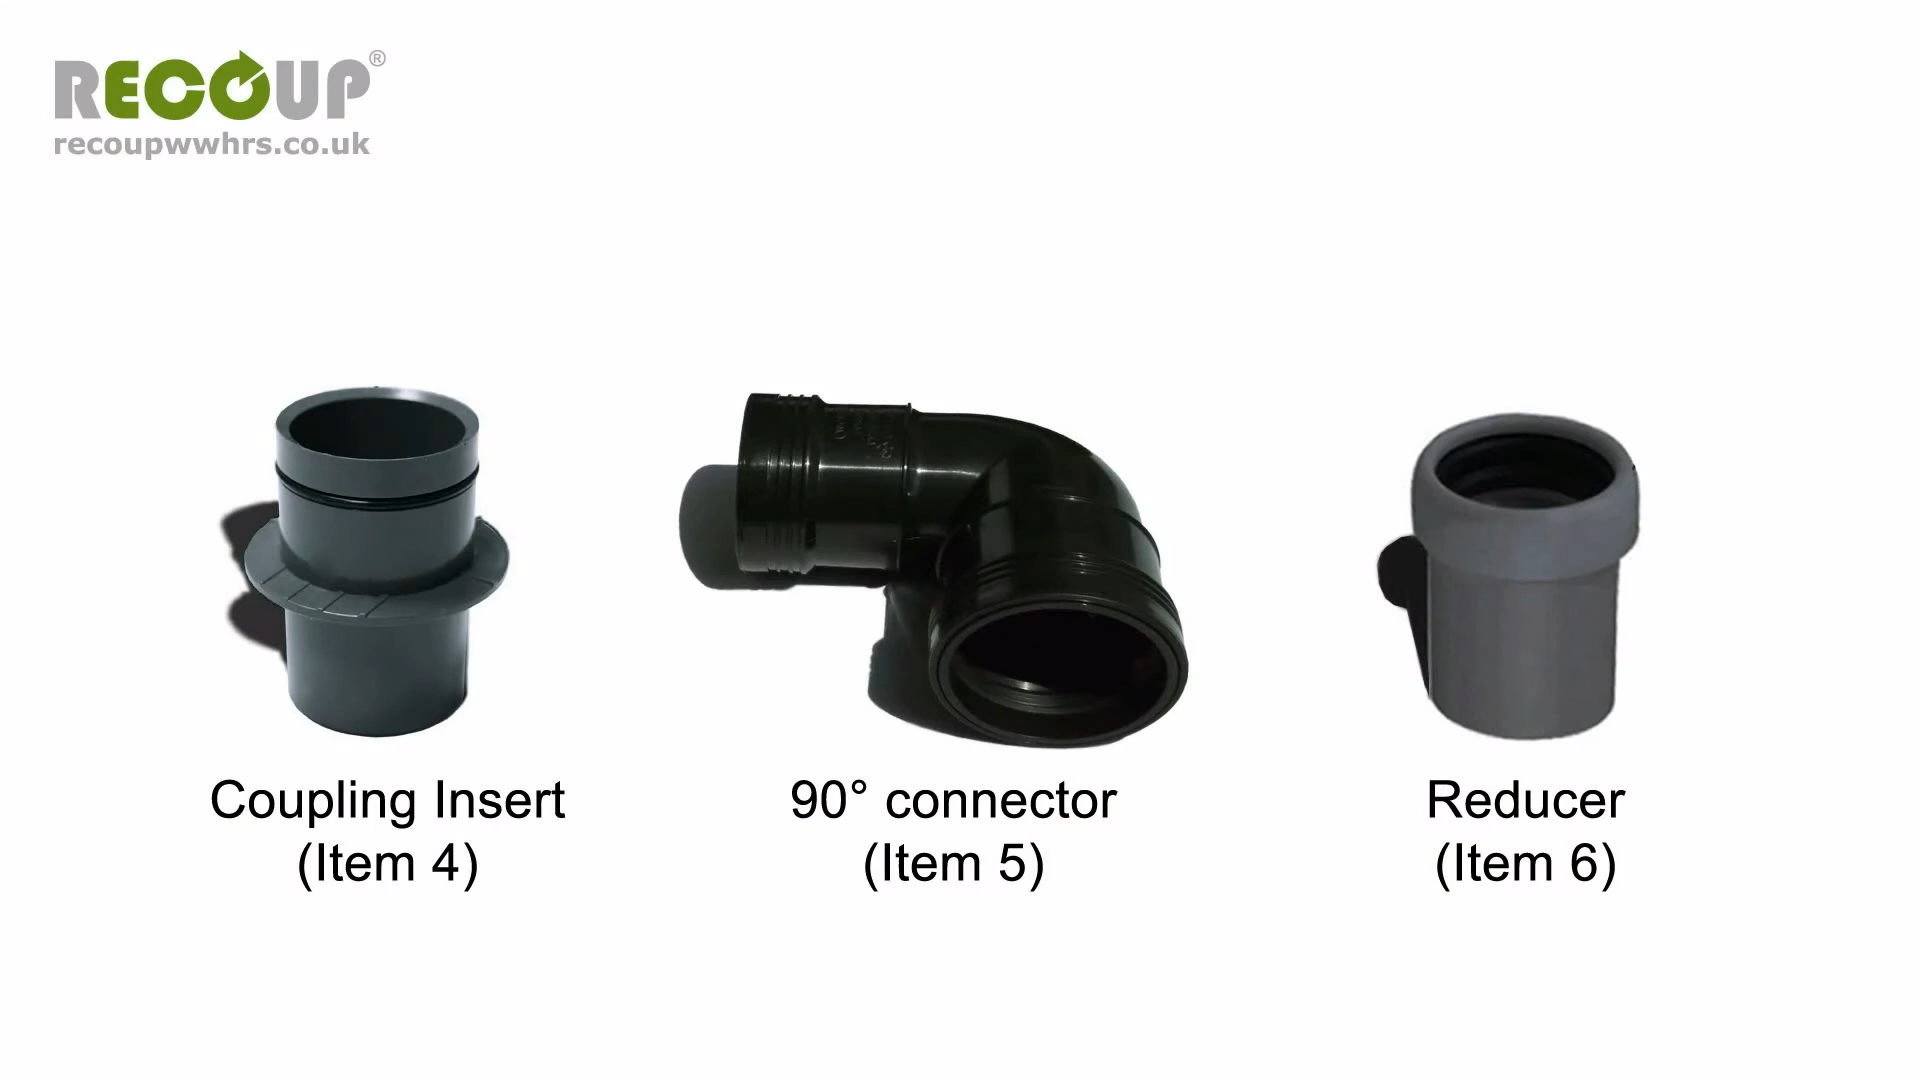 RECOUP®
recoupwwhrs.co.uk
Coupling Insert
(Item 4)
90° connector
(Item 5)
Reducer
(Item 6)